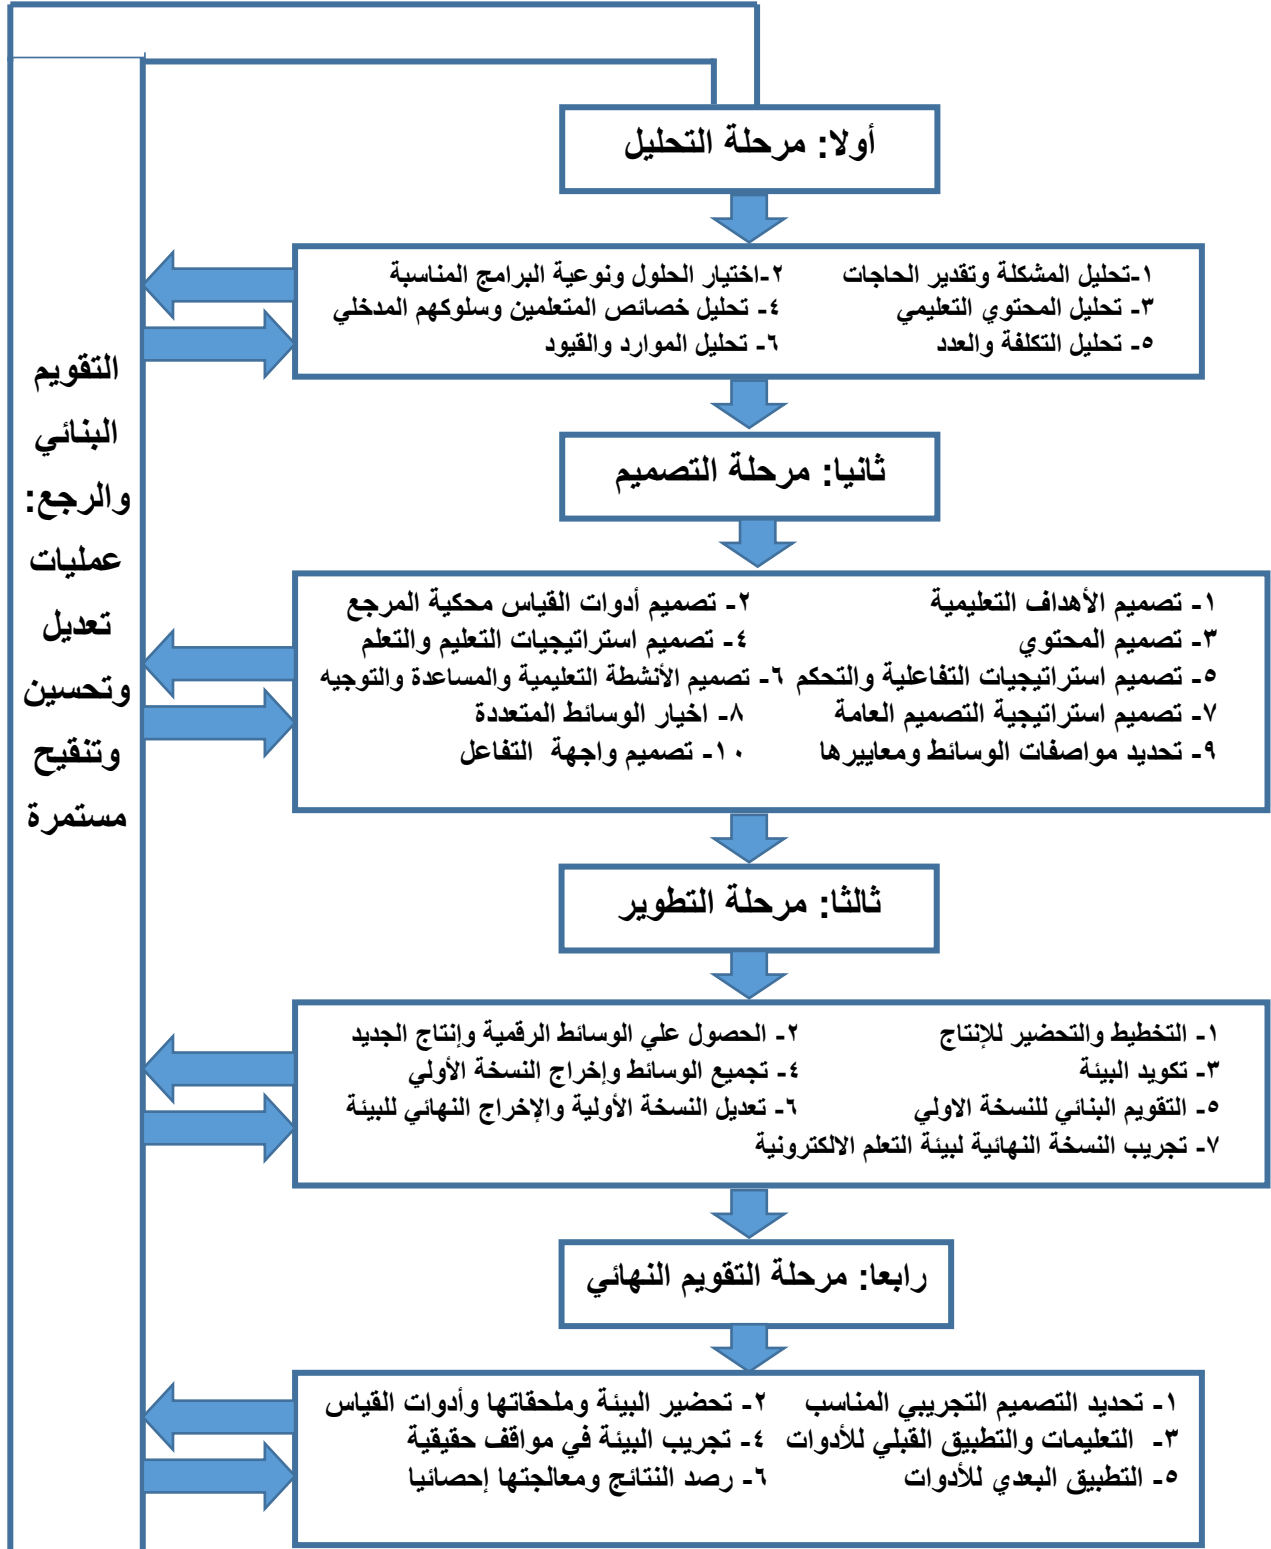 أولا: مرحلة التحليل
١-تحليل المشكلة وتقدير الحاجات ٢-اختيار الحلول ونوعية البرامج المناسبة
٣- تحليل المحتوي التعليمي ٤- تحليل خصائص المتعلمين وسلوكهم المدخلي
٥- تحليل التكلفة والعدد ٦- تحليل الموارد والقيود
ثانيا: مرحلة التصميم
١- تصميم الأهداف التعليمية ٢- تصميم أدوات القياس محكية المرجع
٣- تصميم المحتوي ٤- تصميم استراتيجيات التعليم والتعلم
٥- تصميم استراتيجيات التفاعلية والتحكم ٦- تصميم الأنشطة التعليمية والمساعدة والتوجيه
٧- تصميم استراتيجية التصميم العامة ٨- اخيار الوسائط المتعددة
٩- تحديد مواصفات الوسائط ومعاييرها ١٠- تصميم واجهة التفاعل
ثالثا: مرحلة التطوير
١- التخطيط والتحضير للإنتاج ٢- الحصول علي الوسائط الرقمية وإنتاج الجديد
٣- تكويد البيئة ٤- تجميع الوسائط وإخراج النسخة الأولي
٥- التقويم البنائي للنسخة الاولي ٦- تعديل النسخة الأولية والإخراج النهائي للبيئة
٧- تجريب النسخة النهائية لبيئة التعلم الالكترونية
رابعا: مرحلة التقويم النهائي
١- تحديد التصميم التجريبي المناسب ٢- تحضير البيئة وملحقاتها وأدوات القياس
٣- التعليمات والتطبيق القبلي للأدوات ٤- تجريب البيئة في مواقف حقيقية
٥- التطبيق البعدي للأدوات ٦- رصد النتائج ومعالجتها إحصائيا
التقويم
البنائي
والرجع:
عمليات
تعديل
وتحسين
وتنقيح
مستمرة